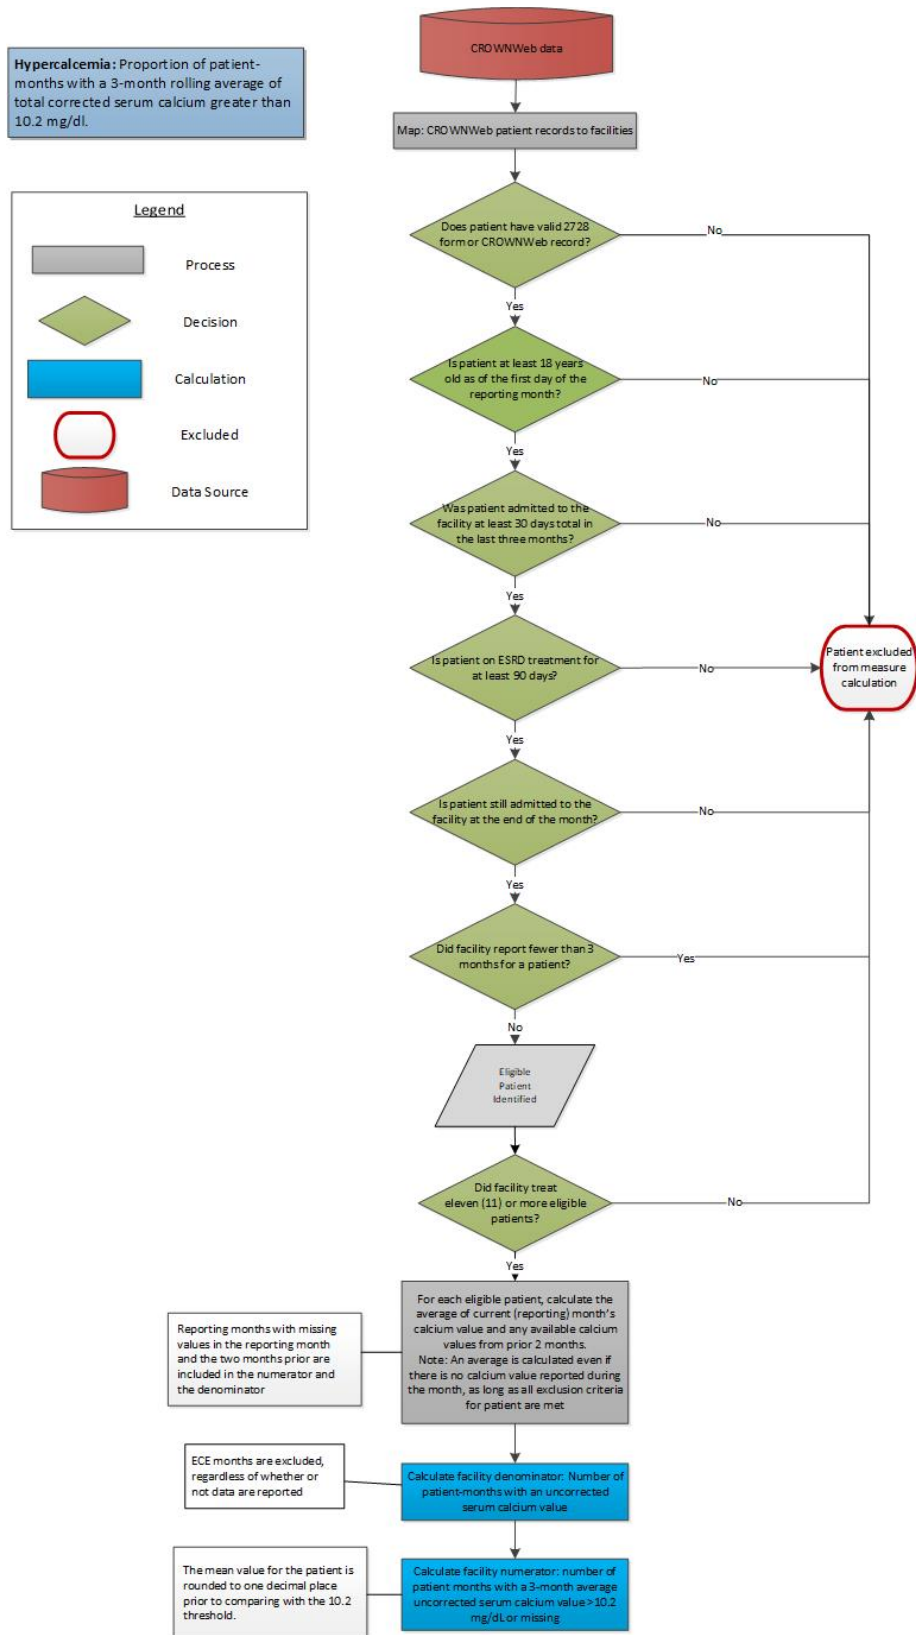 CROWNWeb data
Hypercalcemia: Proportion of patient-
months with a 3-month rolling average of
total corrected serum calcium greater than
10.2 mg/dl.
Map: CROWNWeb patient records to facilities
Legend
Process
Decision
Calculation
Excluded
Data Source
Does patient have valid 2728
form or CROWNWeb record?
No
Yes
Is patient at least 18 years
old as of the first day of the
reporting month?
No
Yes
Was patient admitted to the
facility at least 30 days total in
the last three months?
No
Yes
Is patient on ESRD treatment for
at least 90 days?
No
Patient excluded
from measure
calculation
Yes
Is patient still admitted to the
facility at the end of the month?
No
Yes
Did facility report fewer than 3
months for a patient?
Yes
No
Eligible
Patient
Identified
Did facility treat
eleven (11) or more eligible
patients?
No
Yes
For each eligible patient, calculate the
average of current (reporting) month's
calcium value and any available calcium
values from prior 2 months.
Note: An average is calculated even if
there is no calcium value reported during
the month, as long as all exclusion criteria
for patient are met
Reporting months with missing
values in the reporting month
and the two months prior are
included in the numerator and
the denominator
ECE months are excluded,
regardless of whether or
not data are reported
Calculate facility denominator: Number of
patient-months with an uncorrected
serum calcium value
The mean value for the patient is
rounded to one decimal place
prior to comparing with the 10.2
threshold.
Calculate facility numerator: number of
patient months with a 3-month average
uncorrected serum calcium value >10.2
mg/dL or missing